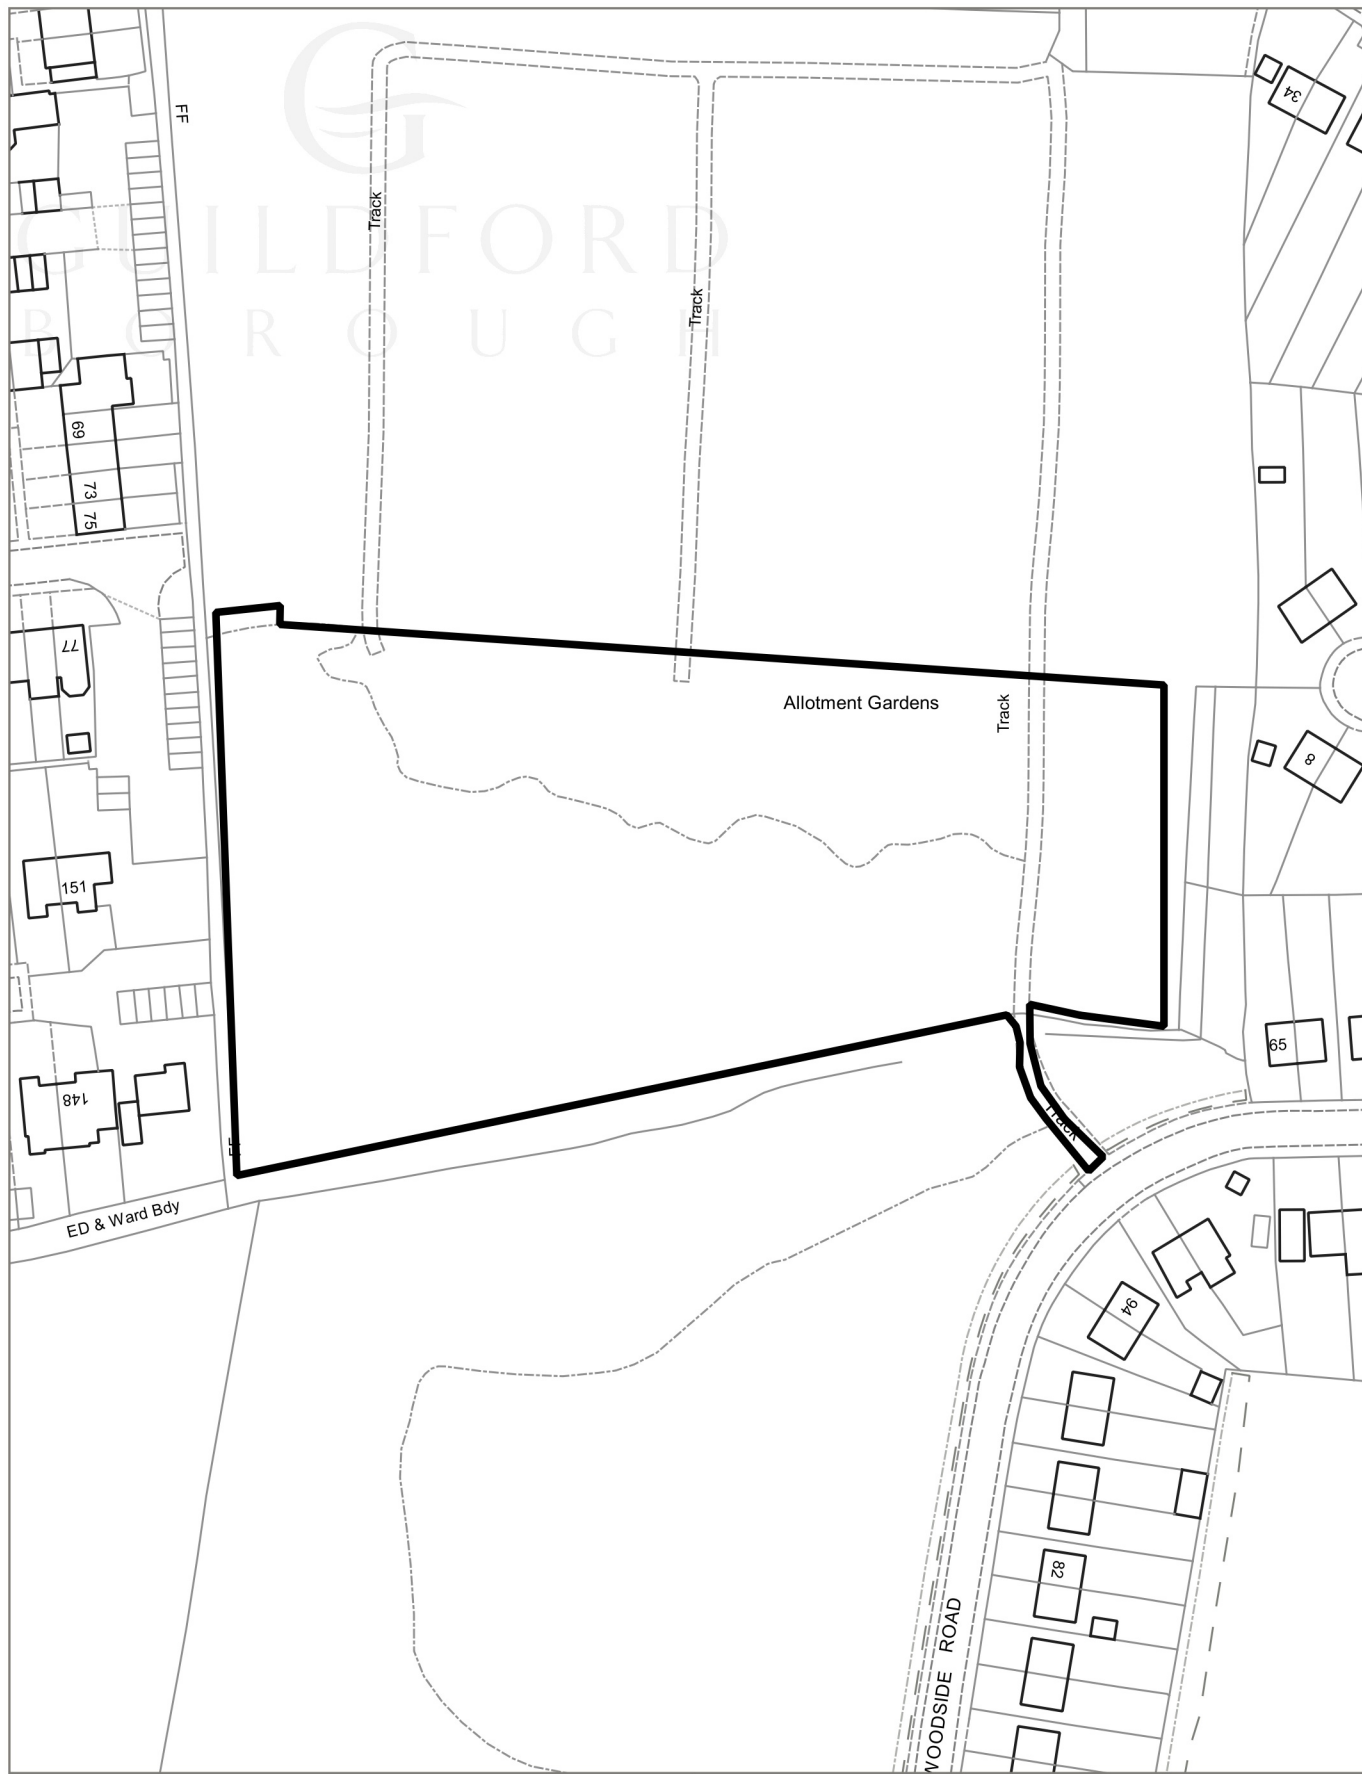 34
FF
Track
GUILDFORD
BOROUGH
Track
69
73
75
77
Allotment Gardens
Track
8
151
65
148
Track
FF
ED & Ward Bdy
94
82
WOODSIDE ROAD